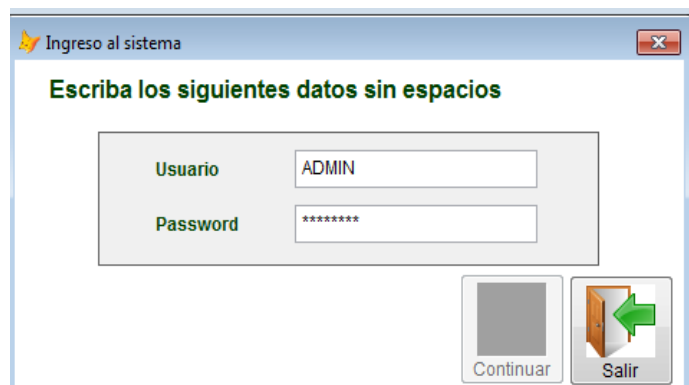 Ingreso al sistema
Escriba los siguientes datos sin espacios
Usuario ADMIN
Password ********
Continuar Salir